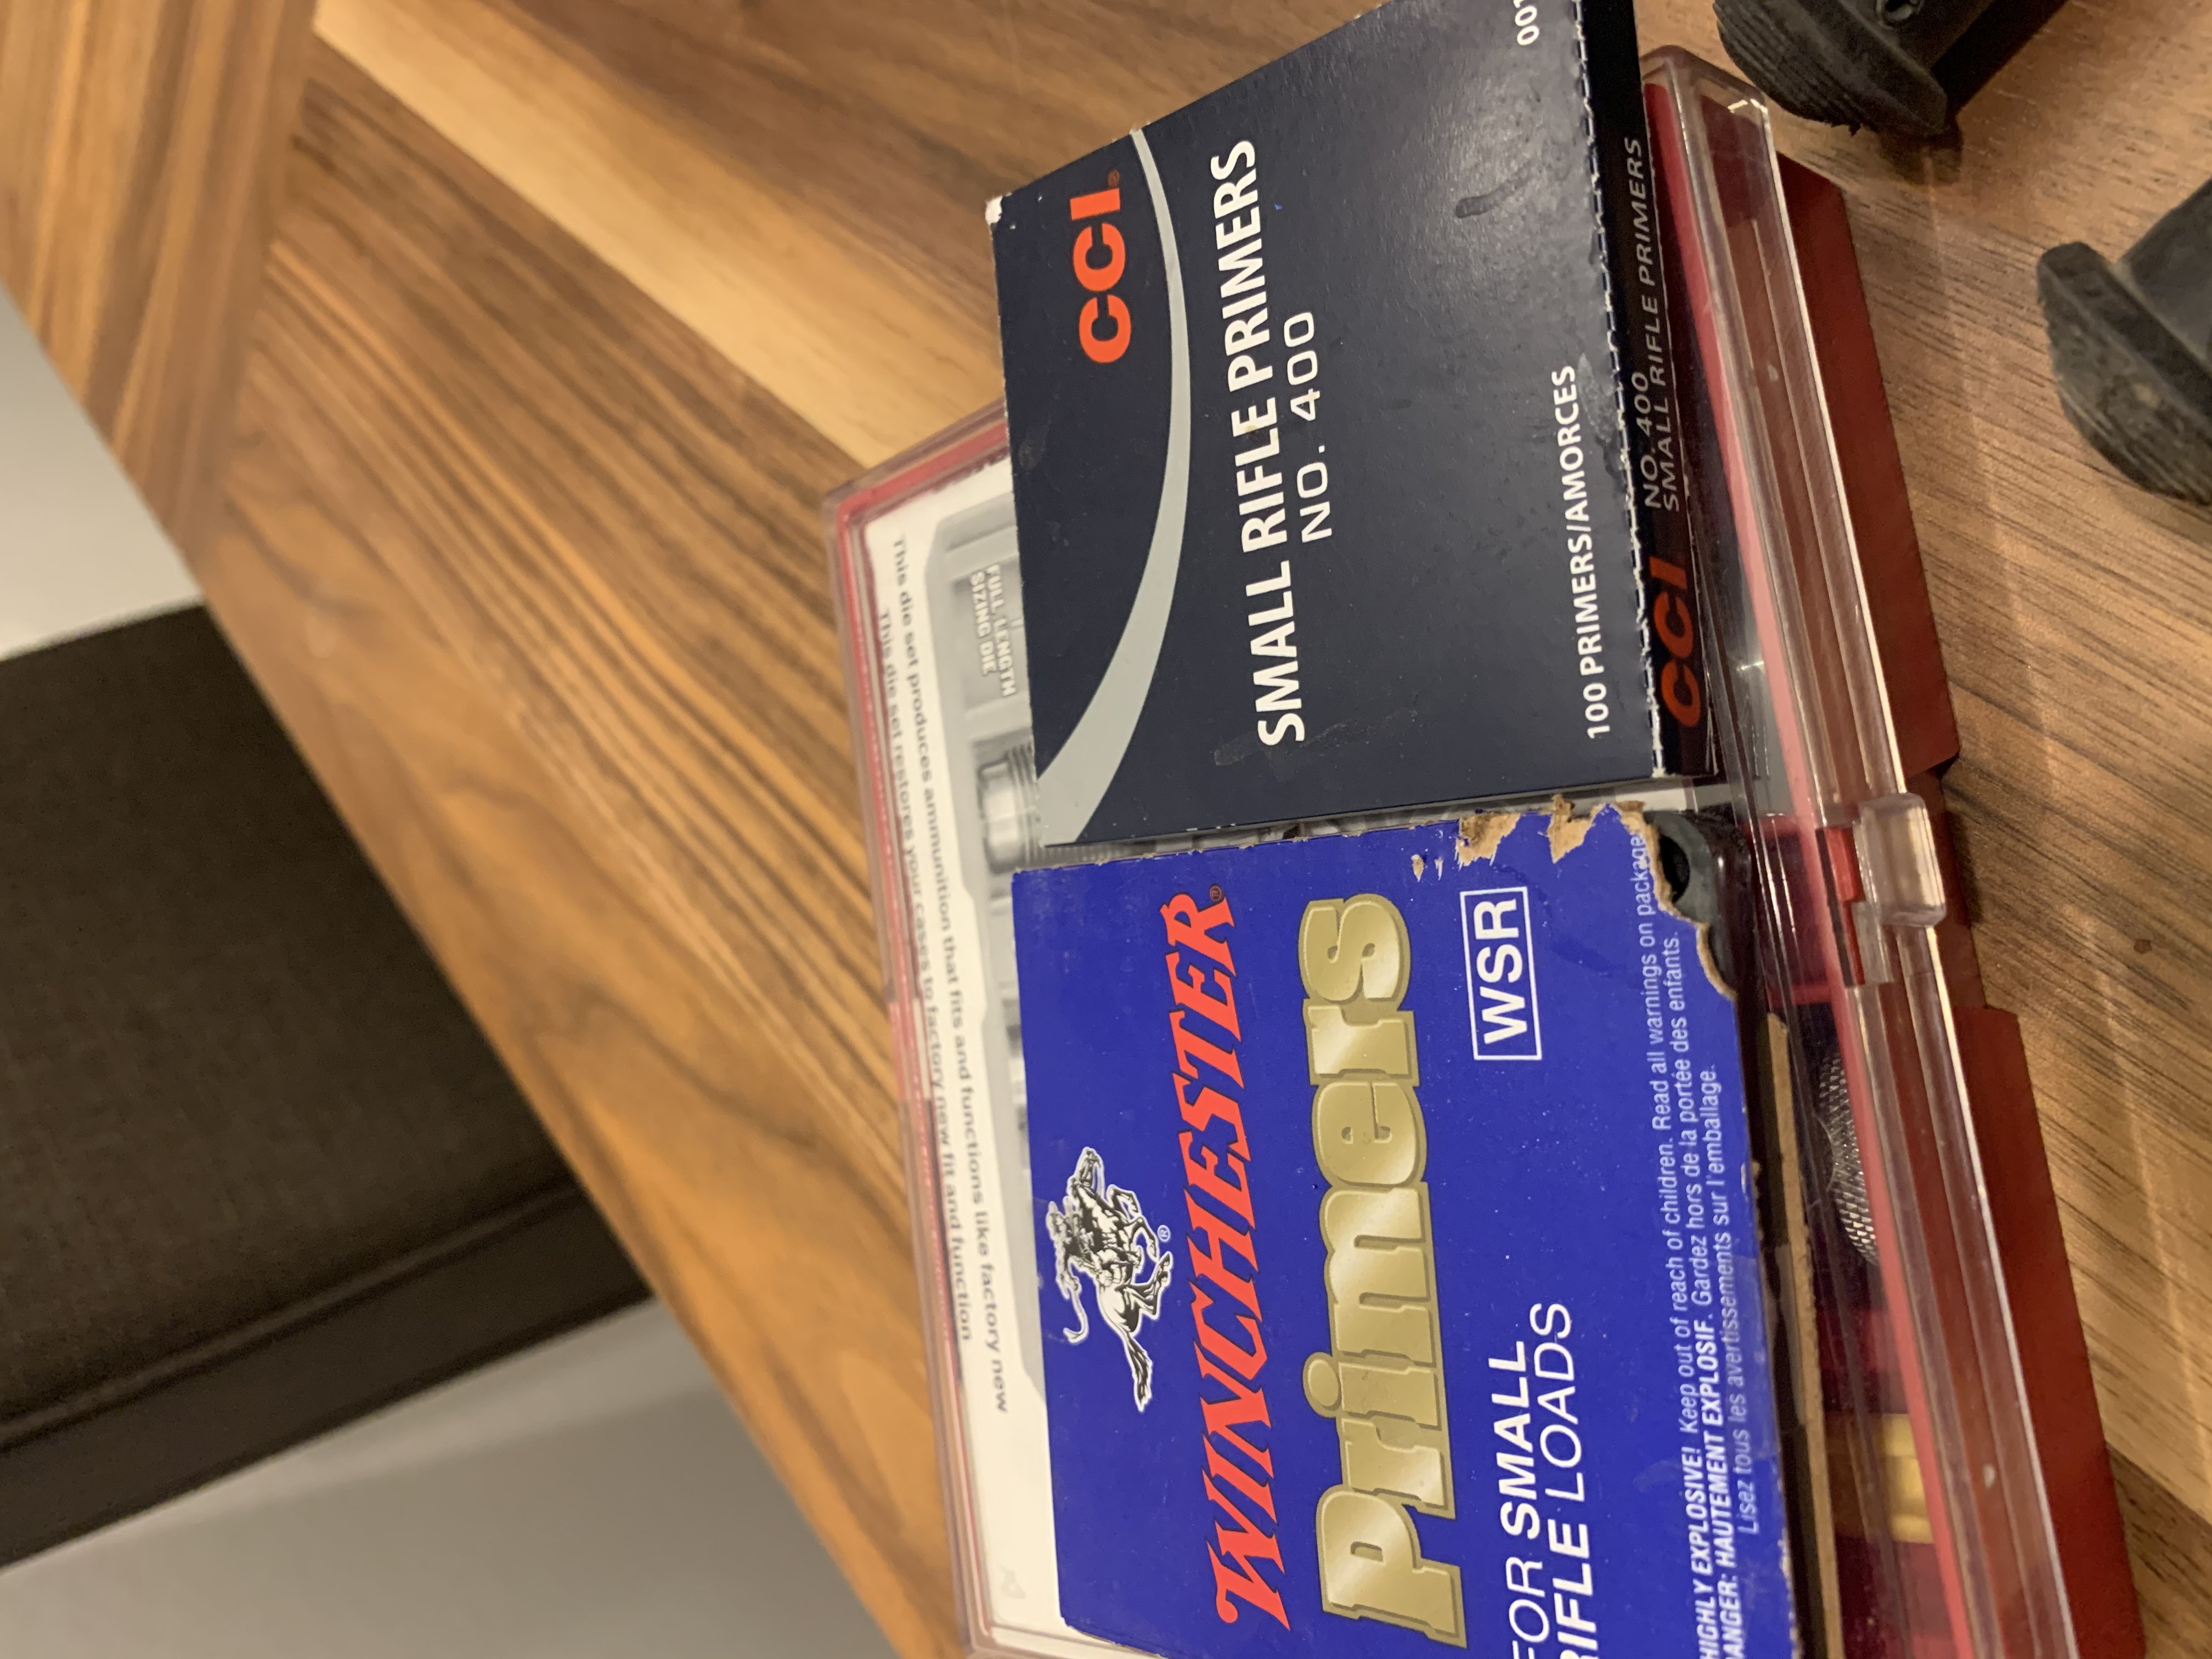 CCI®
SMALL RIFLE PRIMERS
NO. 400
100 PRIMERS/AMORCES
001
CCI
NO. 400
SMALL RIFLE PRIMERS
WINCHESTER®
Primers
WSR
FOR SMALL
RIFLE LOADS
HIGHLY EXPLOSIVE! Keep out of reach of children. Read all warnings on package.
DANGER: HAUTEMENT EXPLOSIF. Gardez hors de la portée des enfants.
Lisez tous les avertissements sur l'emballage.
FULL LENGTH
SIZING DIE
This die set produces ammunition that fits and functions like factory new
This die set restores your cases to factory new fit and function